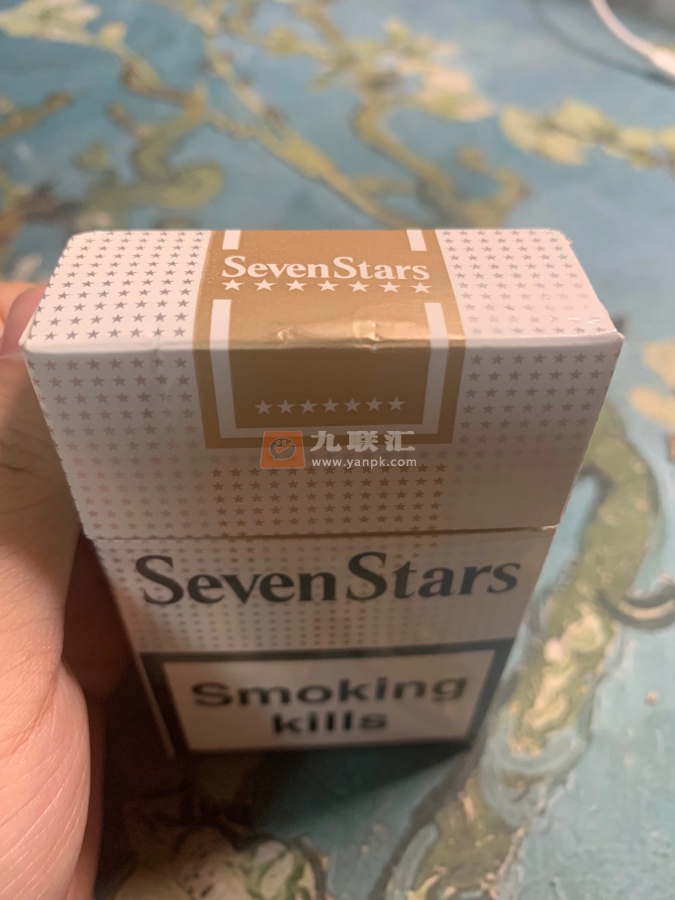 SevenStars
九联汇
www.yanpk.com
SevenStars
Smoking
kills